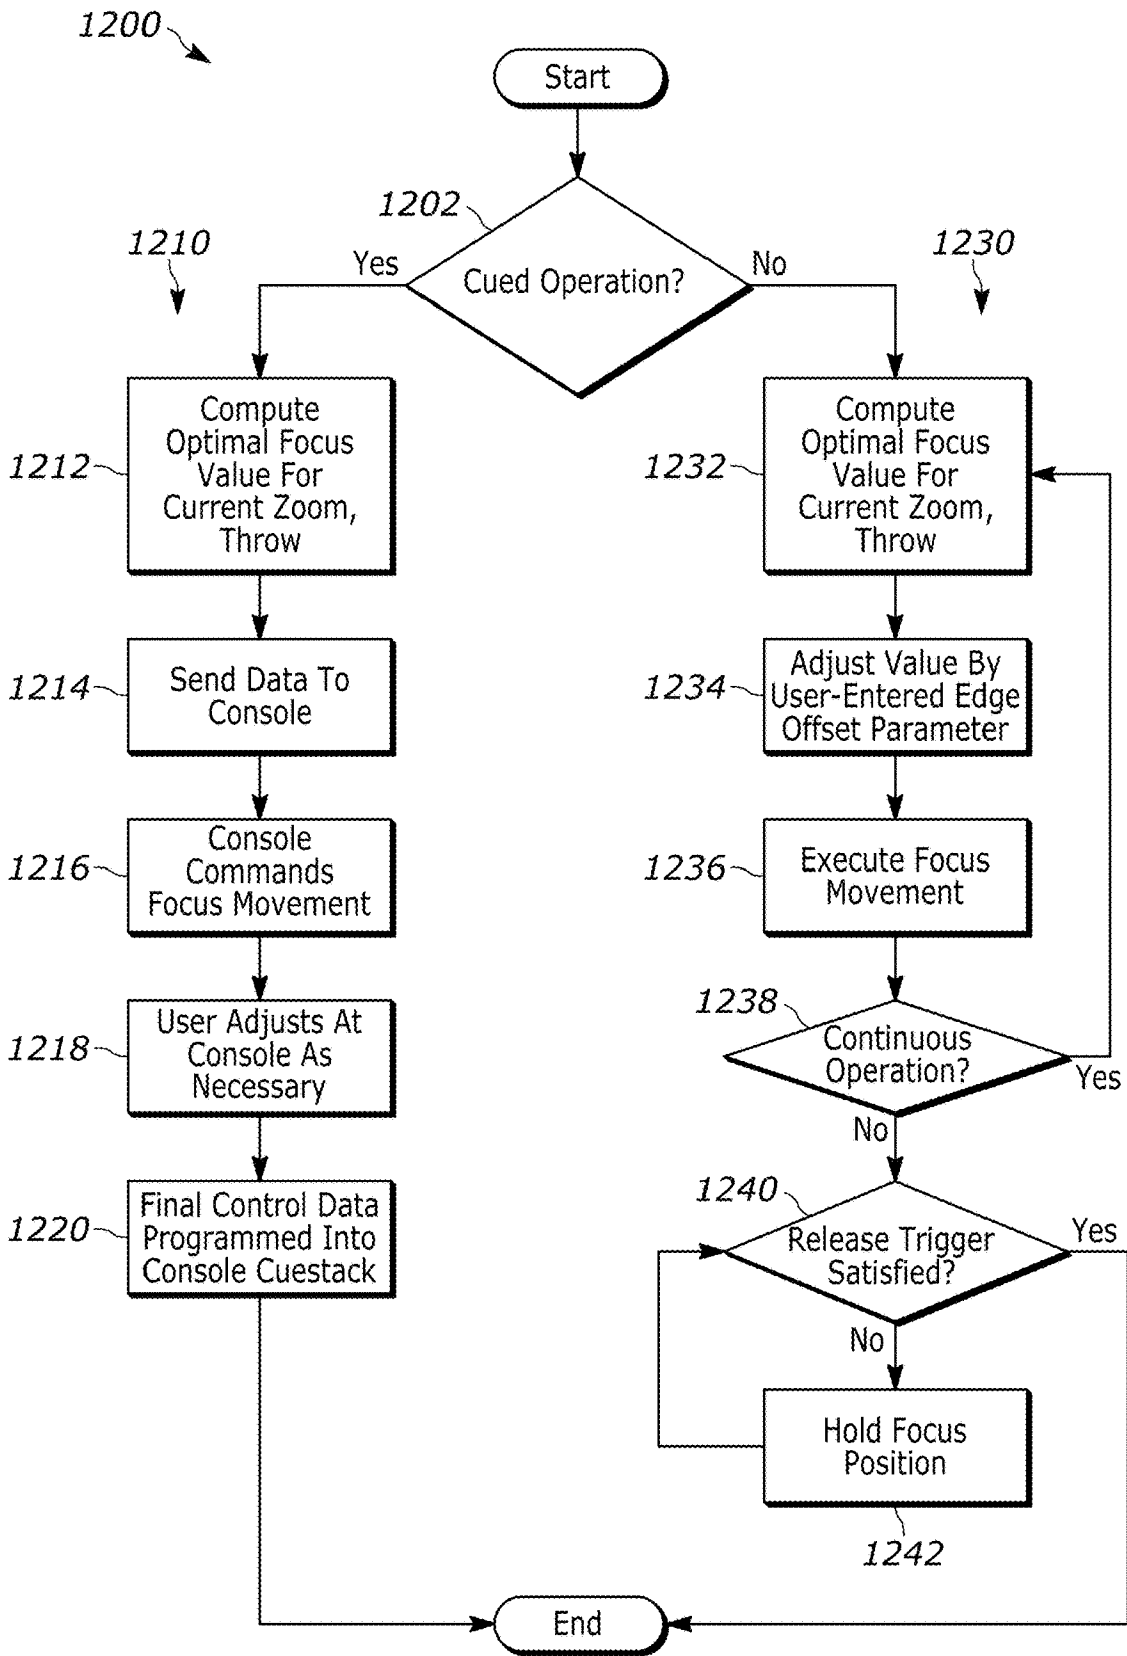 1200
Start
1202
Cued Operation?
Yes
No
1210
1230
1212
Compute
Optimal Focus
Value For
Current Zoom,
Throw
1214
Send Data To
Console
1216
Console
Commands
Focus Movement
1218
User Adjusts At
Console As
Necessary
1220
Final Control Data
Programmed Into
Console Cuestack
1232
Compute
Optimal Focus
Value For
Current Zoom,
Throw
1234
Adjust Value By
User-Entered Edge
Offset Parameter
1236
Execute Focus
Movement
1238
Continuous
Operation?
Yes
No
1240
Release Trigger
Satisfied?
Yes
No
Hold Focus
Position
1242
End